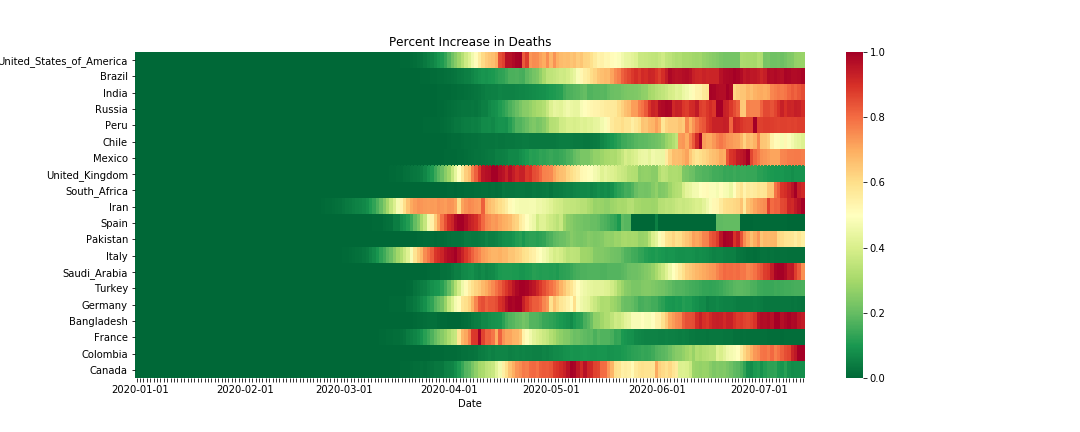 Percent Increase in Deaths
United_States_of_America
Brazil
India
Russia
Peru
Chile
Mexico
United_Kingdom
South_Africa
Iran
Spain
Pakistan
Italy
Saudi_Arabia
Turkey
Germany
Bangladesh
France
Colombia
Canada
2020-01-01 2020-02-01 2020-03-01 2020-04-01 2020-05-01 2020-06-01 2020-07-01
Date
1.0
0.8
0.6
0.4
0.2
0.0